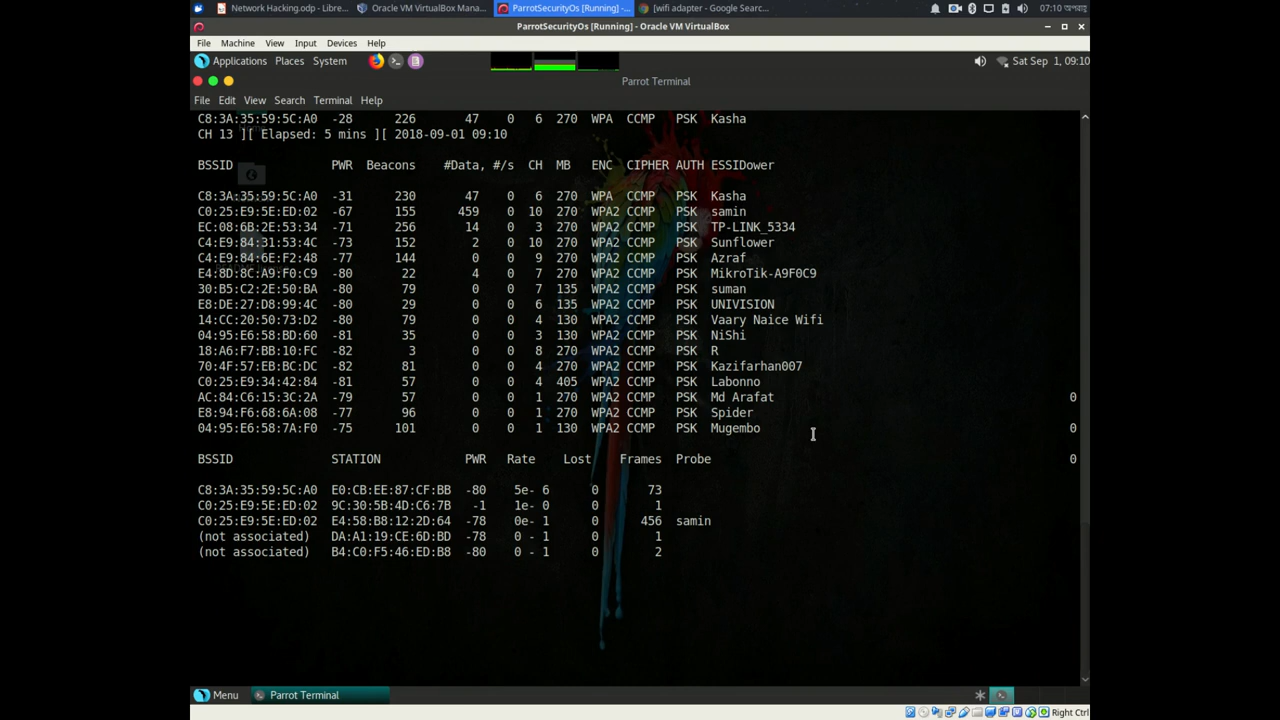 Network Hacking.odp - Libre...
Oracle VM VirtualBox Mana...
ParrotSecurityOs [Running] -...
[wifi adapter - Google Searc...
07:10 অপরাহ্ণ
ParrotSecurityOs [Running] - Oracle VM VirtualBox
File Machine View Input Devices Help
Applications Places System
Sat Sep 1, 09:10
Parrot Terminal
File Edit View Search Terminal Help
C8:3A:35:59:5C:A0 -28 226 47 0 6 270 WPA CCMP PSK Kasha
CH 13 ][ Elapsed: 5 mins ][ 2018-09-01 09:10
BSSID PWR Beacons #Data, #/s CH MB ENC CIPHER AUTH ESSIDower
C8:3A:35:59:5C:A0 -31 230 47 0 6 270 WPA CCMP PSK Kasha
C0:25:E9:5E:ED:02 -67 155 459 0 10 270 WPA2 CCMP PSK samin
EC:08:6B:2E:53:34 -71 256 14 0 3 270 WPA2 CCMP PSK TP-LINK_5334
C4:E9:84:31:53:4C -73 152 2 0 10 270 WPA2 CCMP PSK Sunflower
C4:E9:84:6E:F2:48 -77 144 0 0 9 270 WPA2 CCMP PSK Azraf
E4:8D:8C:A9:F0:C9 -80 22 4 0 7 270 WPA2 CCMP PSK MikroTik-A9F0C9
30:B5:C2:2E:50:BA -80 79 0 0 7 135 WPA2 CCMP PSK suman
E8:DE:27:D8:99:4C -80 29 0 0 6 135 WPA2 CCMP PSK UNIVISION
14:CC:20:50:73:D2 -80 79 0 0 4 130 WPA2 CCMP PSK Vaary Naice Wifi
04:95:E6:58:BD:60 -81 35 0 0 3 130 WPA2 CCMP PSK NiShi
18:A6:F7:BB:10:FC -82 3 0 0 8 270 WPA2 CCMP PSK R
70:4F:57:EB:BC:DC -82 81 0 0 4 270 WPA2 CCMP PSK Kazifarhan007
C0:25:E9:34:42:84 -81 57 0 0 4 405 WPA2 CCMP PSK Labonno
AC:84:C6:15:3C:2A -79 57 0 0 1 270 WPA2 CCMP PSK Md Arafat 0
E8:94:F6:68:6A:08 -77 96 0 0 1 270 WPA2 CCMP PSK Spider
04:95:E6:58:7A:F0 -75 101 0 0 1 130 WPA2 CCMP PSK Mugembo 0
BSSID STATION PWR Rate Lost Frames Probe 0
C8:3A:35:59:5C:A0 E0:CB:EE:87:CF:BB -80 5e- 6 0 73
C0:25:E9:5E:ED:02 9C:30:5B:4D:C6:7B -1 1e- 0 0 1
C0:25:E9:5E:ED:02 E4:58:B8:12:2D:64 -78 0e- 1 0 456 samin
(not associated) DA:A1:19:CE:6D:BD -78 0 - 1 0 1
(not associated) B4:C0:F5:46:ED:B8 -80 0 - 1 0 2
Menu Parrot Terminal
Right Ctrl